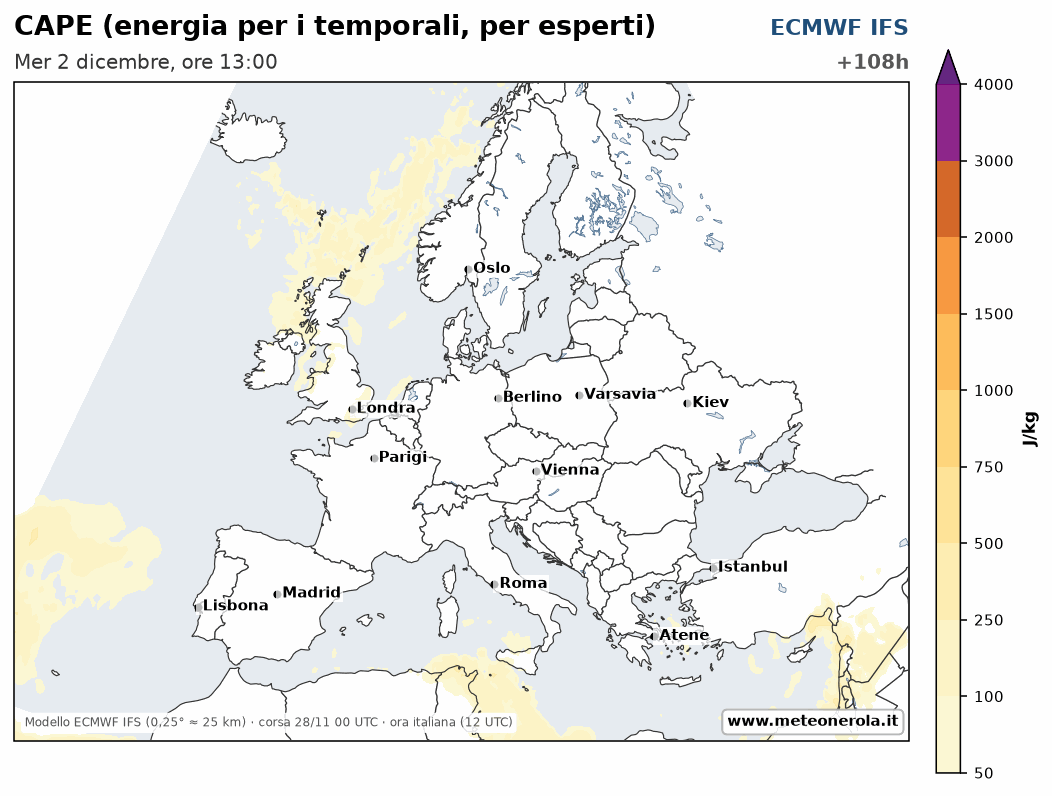 CAPE (energia per i temporali, per esperti)
ECMWF IFS
Mer 2 dicembre, ore 13:00
+108h
4000
3000
2000
1500
1000
750
500
250
100
50
J/kg
Oslo
Berlino
Varsavia
Kiev
Londra
Parigi
Vienna
Istanbul
Roma
Madrid
Lisbona
Atene
Modello ECMWF IFS (0,25° ≈ 25 km) · corsa 28/11 00 UTC · ora italiana (12 UTC)
www.meteonerola.it